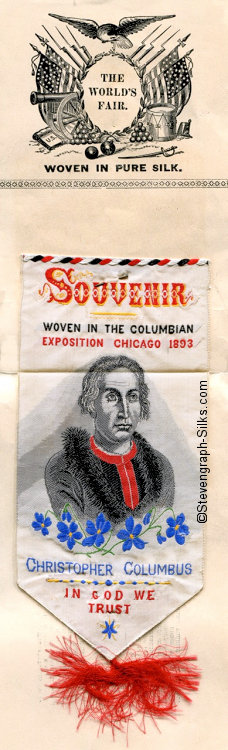 THE
WORLD'S
FAIR.
WOVEN IN PURE SILK.
SOUVENIR
WOVEN IN THE COLUMBIAN
EXPOSITION CHICAGO 1893
©Stevengraph-Silks.com
CHRISTOPHER COLUMBUS
IN GOD WE
TRUST